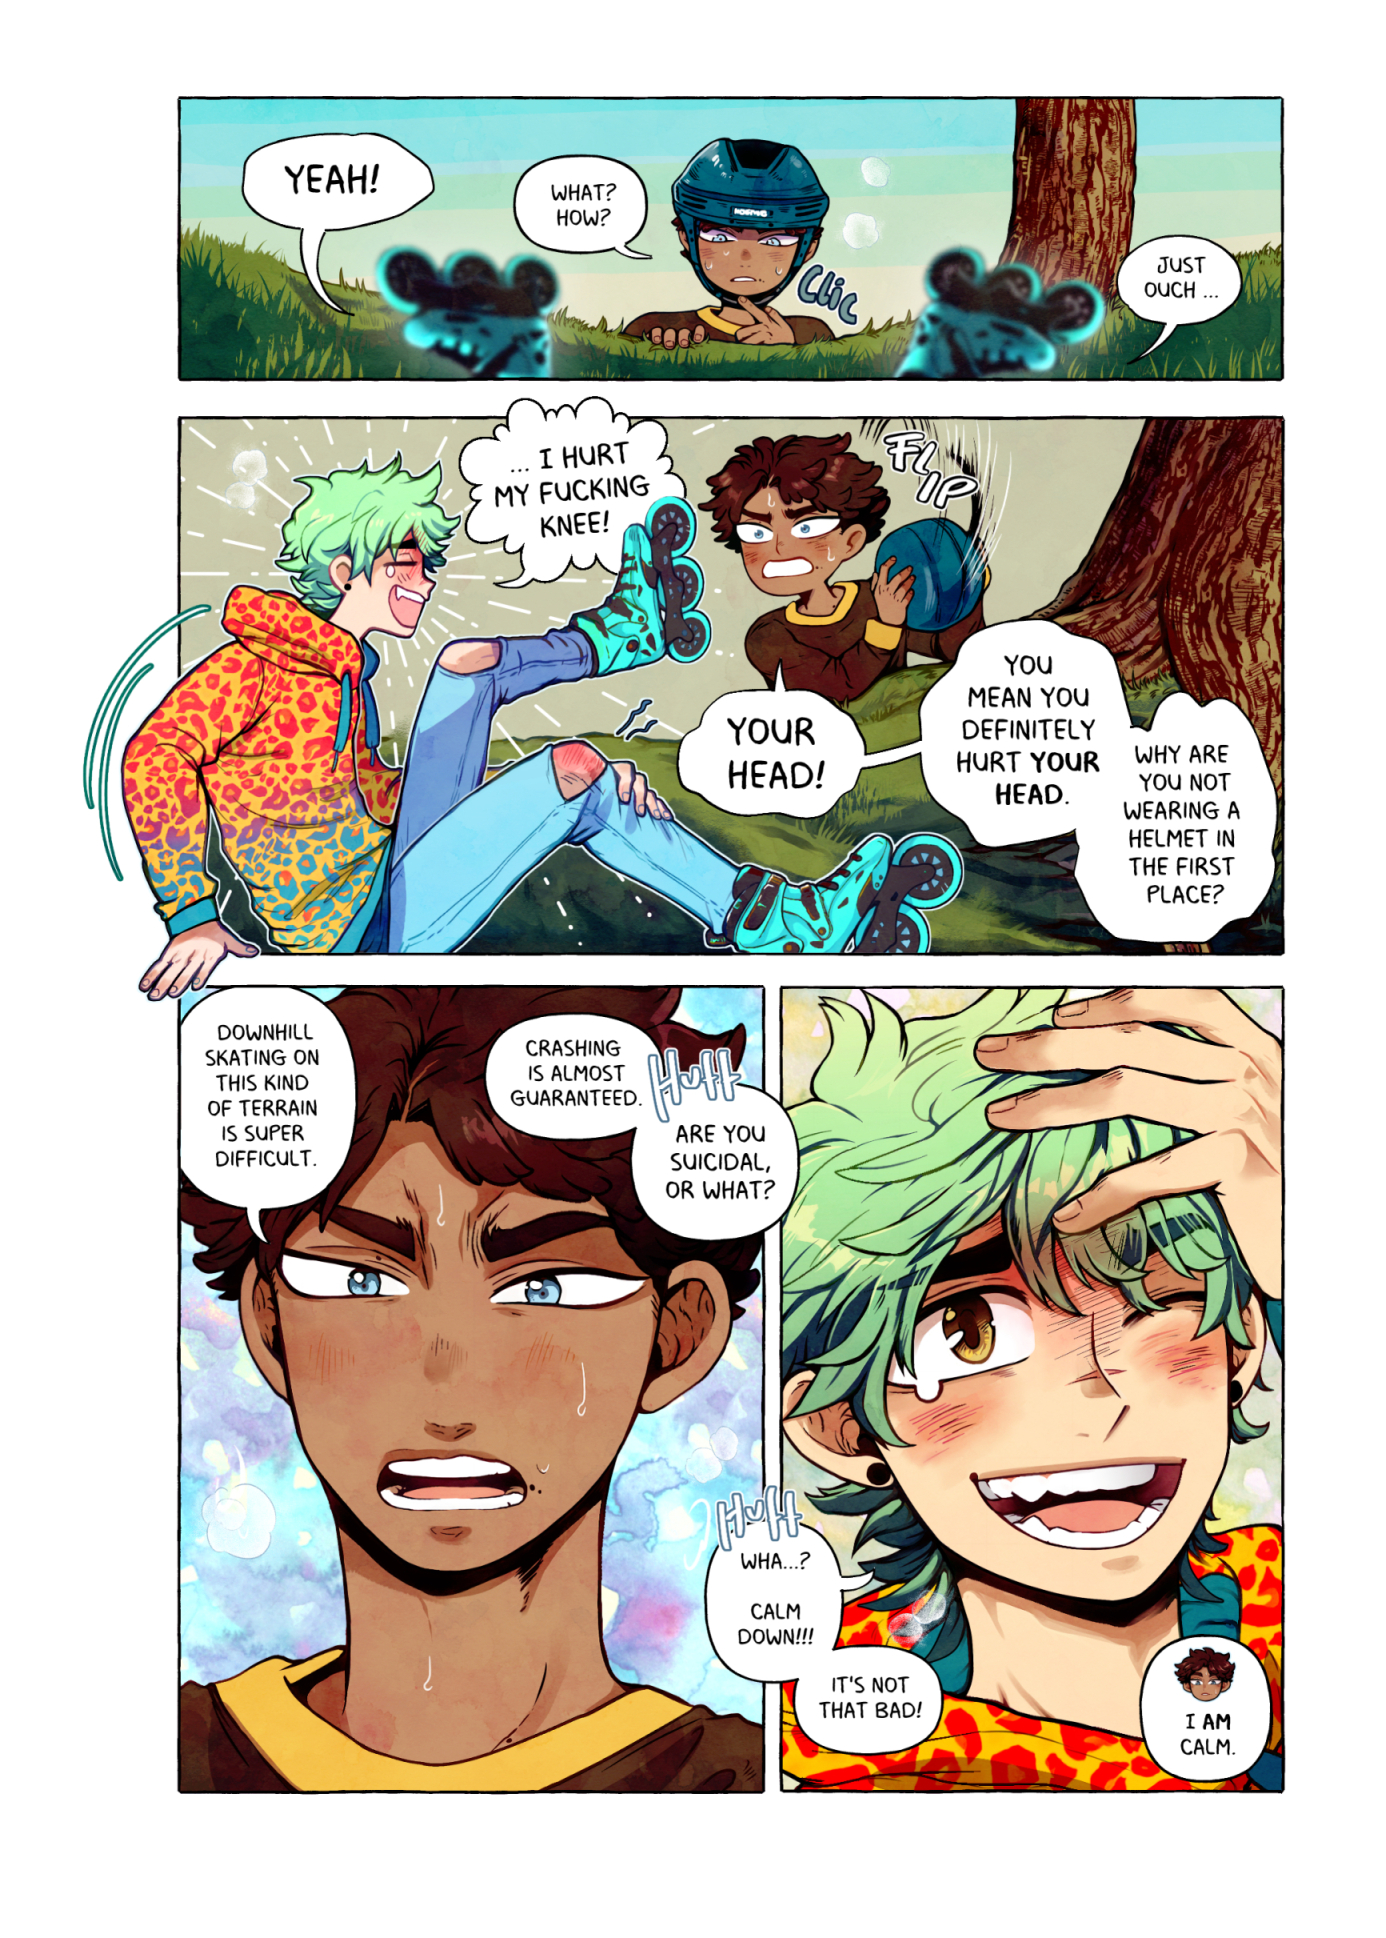 YEAH!
WHAT?
HOW?
CLIC
JUST
OUCH ...
... I HURT
MY FUCKING
KNEE!
FLIP
YOUR
HEAD!
YOU
MEAN YOU
DEFINITELY
HURT YOUR
HEAD.
WHY ARE
YOU NOT
WEARING A
HELMET IN
THE FIRST
PLACE?
DOWNHILL
SKATING ON
THIS KIND
OF TERRAIN
IS SUPER
DIFFICULT.
CRASHING
IS ALMOST
GUARANTEED.
Huff
ARE YOU
SUICIDAL,
OR WHAT?
Huff
WHA...?
CALM
DOWN!!!
IT'S NOT
THAT BAD!
I AM
CALM.